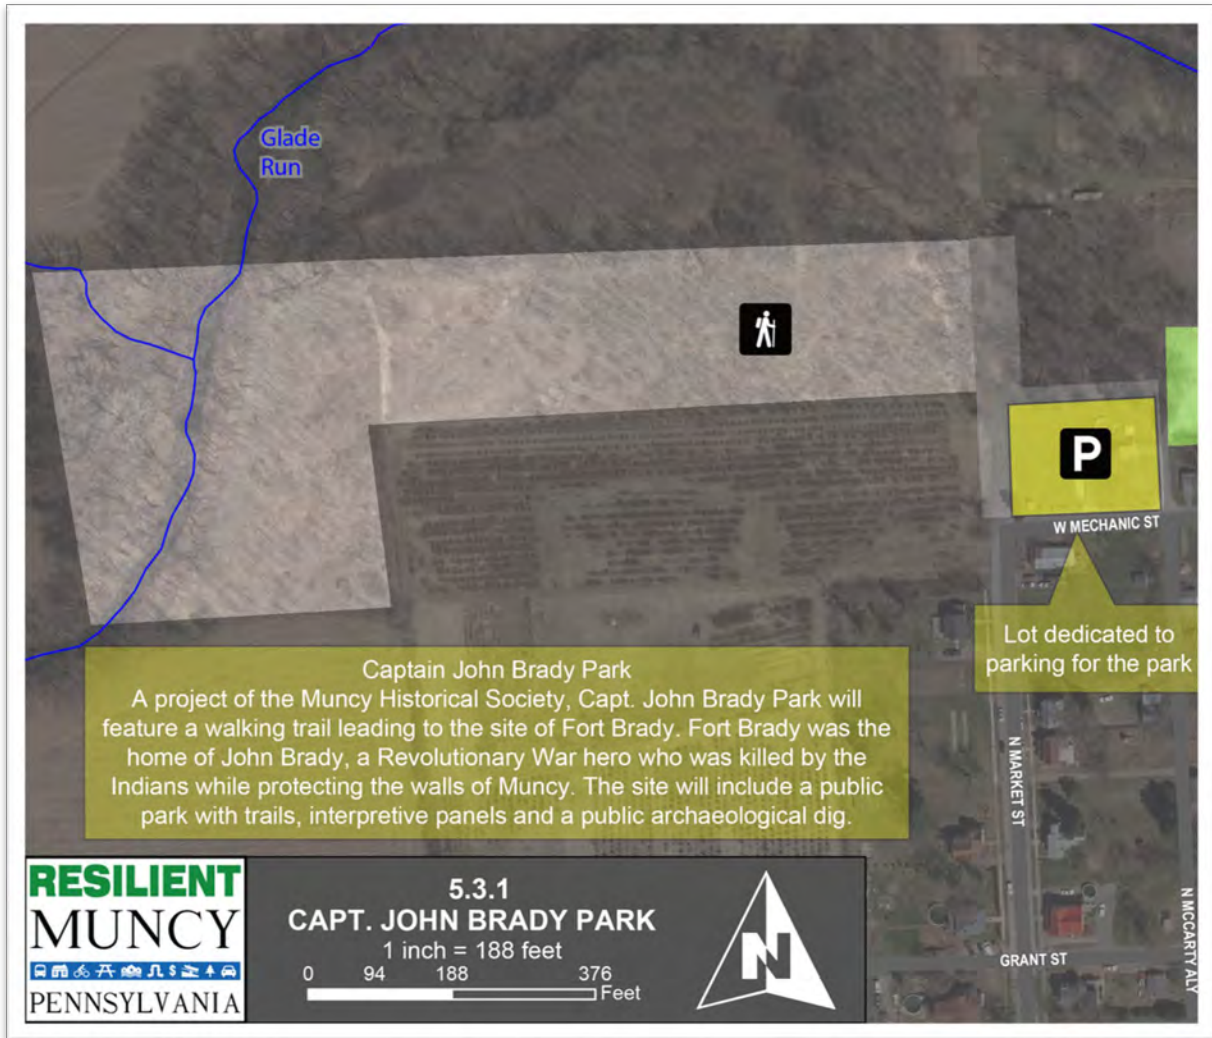 Glade
Run
P
W MECHANIC ST
Lot dedicated to
parking for the park
Captain John Brady Park
A project of the Muncy Historical Society, Capt. John Brady Park will
feature a walking trail leading to the site of Fort Brady. Fort Brady was the
home of John Brady, a Revolutionary War hero who was killed by the
Indians while protecting the walls of Muncy. The site will include a public
park with trails, interpretive panels and a public archaeological dig.
N MARKET ST
N MCCARTY ALY
GRANT ST
RESILIENT
MUNCY
PENNSYLVANIA
5.3.1
CAPT. JOHN BRADY PARK
1 inch = 188 feet
0 94 188 376
Feet
N